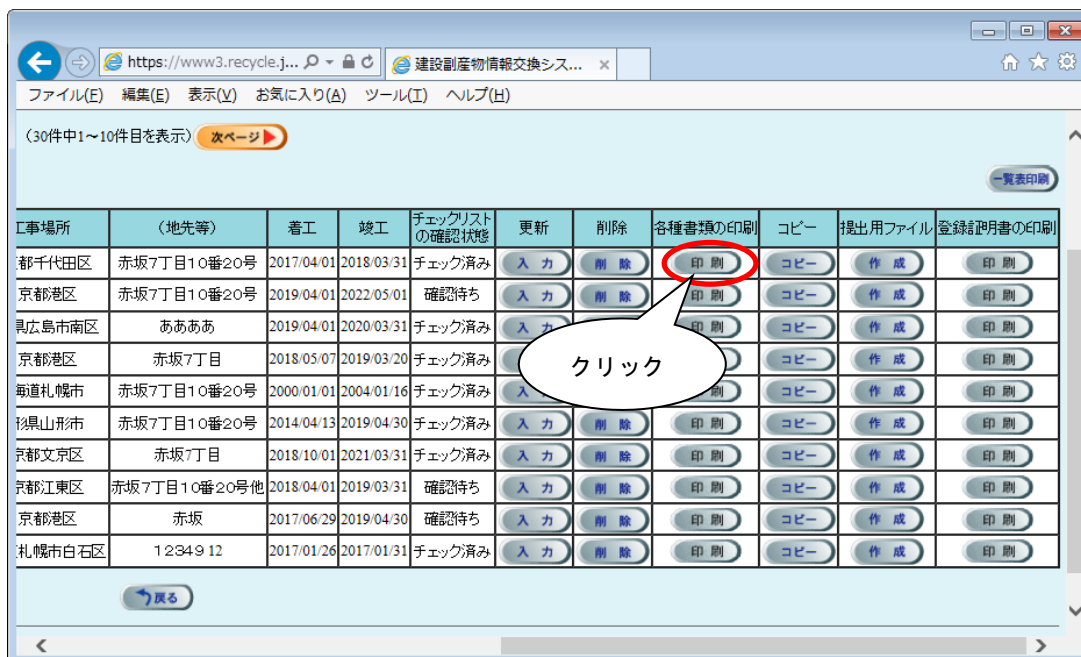 https://www3.recycle.j... 建設副産物情報交換シス...
ファイル(F) 編集(E) 表示(V) お気に入り(A) ツール(T) ヘルプ(H)
(30件中1～10件目を表示) 次ページ
一覧表印刷
工事場所 (地先等) 着工 竣工 チェックリストの確認状態 更新 削除 各種書類の印刷 コピー 提出用ファイル 登録証明書の印刷
都千代田区 赤坂7丁目10番20号 2017/04/01 2018/03/31 チェック済み 入力 削除 印刷 コピー 作成 印刷
京都港区 赤坂7丁目10番20号 2019/04/01 2022/05/01 確認待ち 入力 削除 印刷 コピー 作成 印刷
県広島市南区 ああああ 2019/04/01 2020/03/31 チェック済み 入力 印刷 コピー 作成 印刷
京都港区 赤坂7丁目 2018/05/07 2019/03/20 チェック済み コピー 作成 印刷
クリック
海道札幌市 赤坂7丁目10番20号 2000/01/01 2004/01/16 チェック済み 入 刷 コピー 作成 印刷
形県山形市 赤坂7丁目10番20号 2014/04/13 2019/04/30 チェック済み 入力 削除 印刷 コピー 作成 印刷
京都文京区 赤坂7丁目 2018/10/01 2021/03/31 チェック済み 入力 削除 印刷 コピー 作成 印刷
京都江東区 赤坂7丁目10番20号他 2018/04/01 2019/03/31 確認待ち 入力 削除 印刷 コピー 作成 印刷
京都港区 赤坂 2017/06/29 2019/04/30 確認待ち 入力 削除 印刷 コピー 作成 印刷
札幌市白石区 1234912 2017/01/26 2017/01/31 チェック済み 入力 削除 印刷 コピー 作成 印刷
戻る